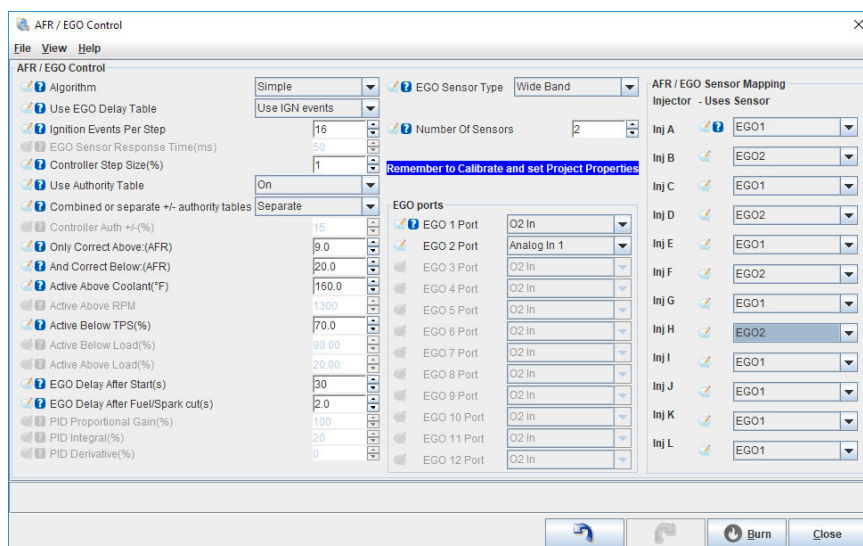 AFR / EGO Control
File View Help
AFR / EGO Control
Algorithm Simple
Use EGO Delay Table Use IGN events
Ignition Events Per Step 16
EGO Sensor Response Time(ms) 50
Controller Step Size(%) 1
Use Authority Table On
Combined or separate +/- authority tables Separate
Controller Auth +/-(%) 15
Only Correct Above:(AFR) 9.0
And Correct Below:(AFR) 20.0
Active Above Coolant(°F) 160.0
Active Above RPM 1300
Active Below TPS(%) 70.0
Active Below Load(%) 90.00
Active Above Load(%) 20.00
EGO Delay After Start(s) 30
EGO Delay After Fuel/Spark cut(s) 2.0
PID Proportional Gain(%) 100
PID Integral(%) 20
PID Derivative(%) 0
EGO Sensor Type Wide Band
Number Of Sensors 2
Remember to Calibrate and set Project Properties
EGO ports
EGO 1 Port O2 In
EGO 2 Port Analog In 1
EGO 3 Port O2 In
EGO 4 Port O2 In
EGO 5 Port O2 In
EGO 6 Port O2 In
EGO 7 Port O2 In
EGO 8 Port O2 In
EGO 9 Port O2 In
EGO 10 Port O2 In
EGO 11 Port O2 In
EGO 12 Port O2 In
AFR / EGO Sensor Mapping
Injector - Uses Sensor
Inj A EGO1
Inj B EGO2
Inj C EGO1
Inj D EGO2
Inj E EGO1
Inj F EGO2
Inj G EGO1
Inj H EGO2
Inj I EGO1
Inj J EGO1
Inj K EGO1
Inj L EGO1
Burn Close